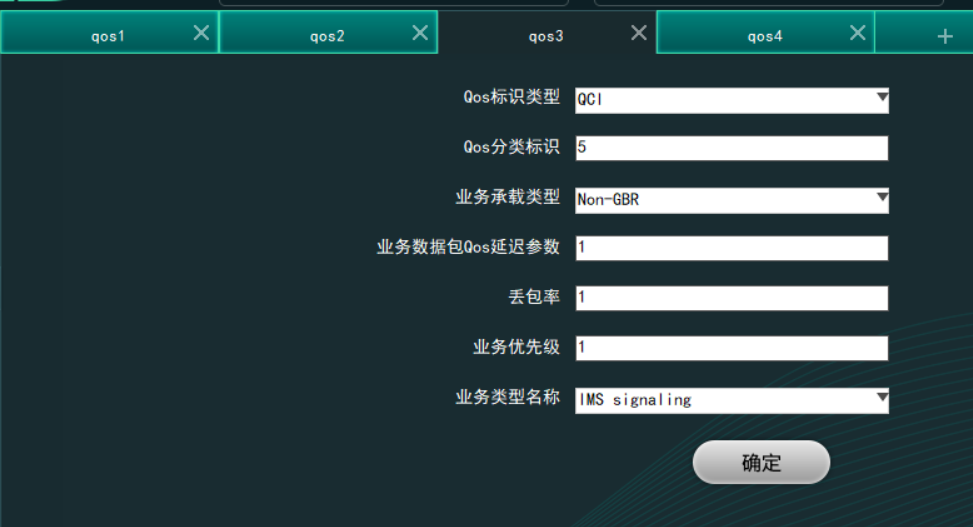 qos1 qos2 qos3 qos4
Qos标识类型 QCI
Qos分类标识 5
业务承载类型 Non-GBR
业务数据包Qos延迟参数 1
丢包率 1
业务优先级 1
业务类型名称 IMS signaling
确定